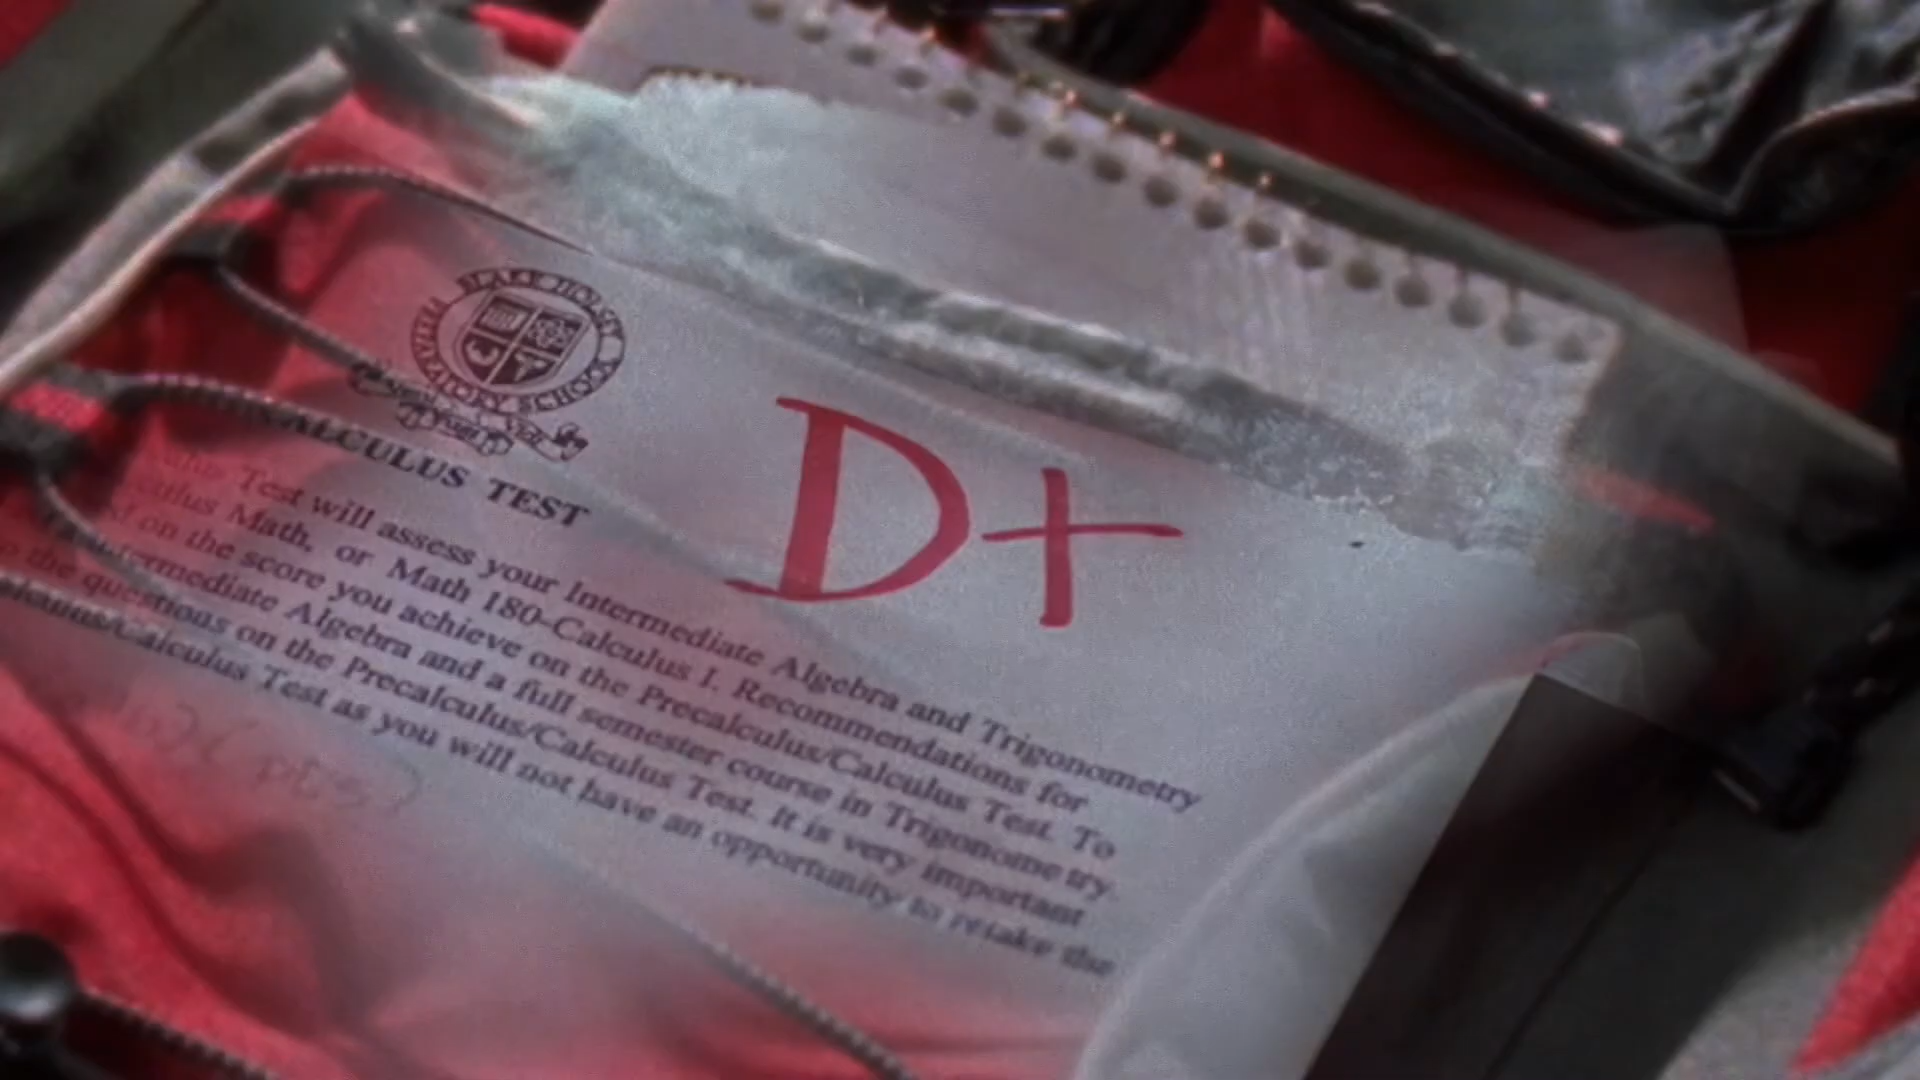 PREPARATORY SCHOOL
D+
CALCULUS TEST
Test will assess your Intermediate Algebra and Trigonometry
Math, or Math 180-Calculus I. Recommendations for
on the score you achieve on the Precalculus/Calculus Test. To
Intermediate Algebra and a full semester course in Trigonometry.
the questions on the Precalculus/Calculus Test. It is very important
Calculus Test as you will not have an opportunity to retake the